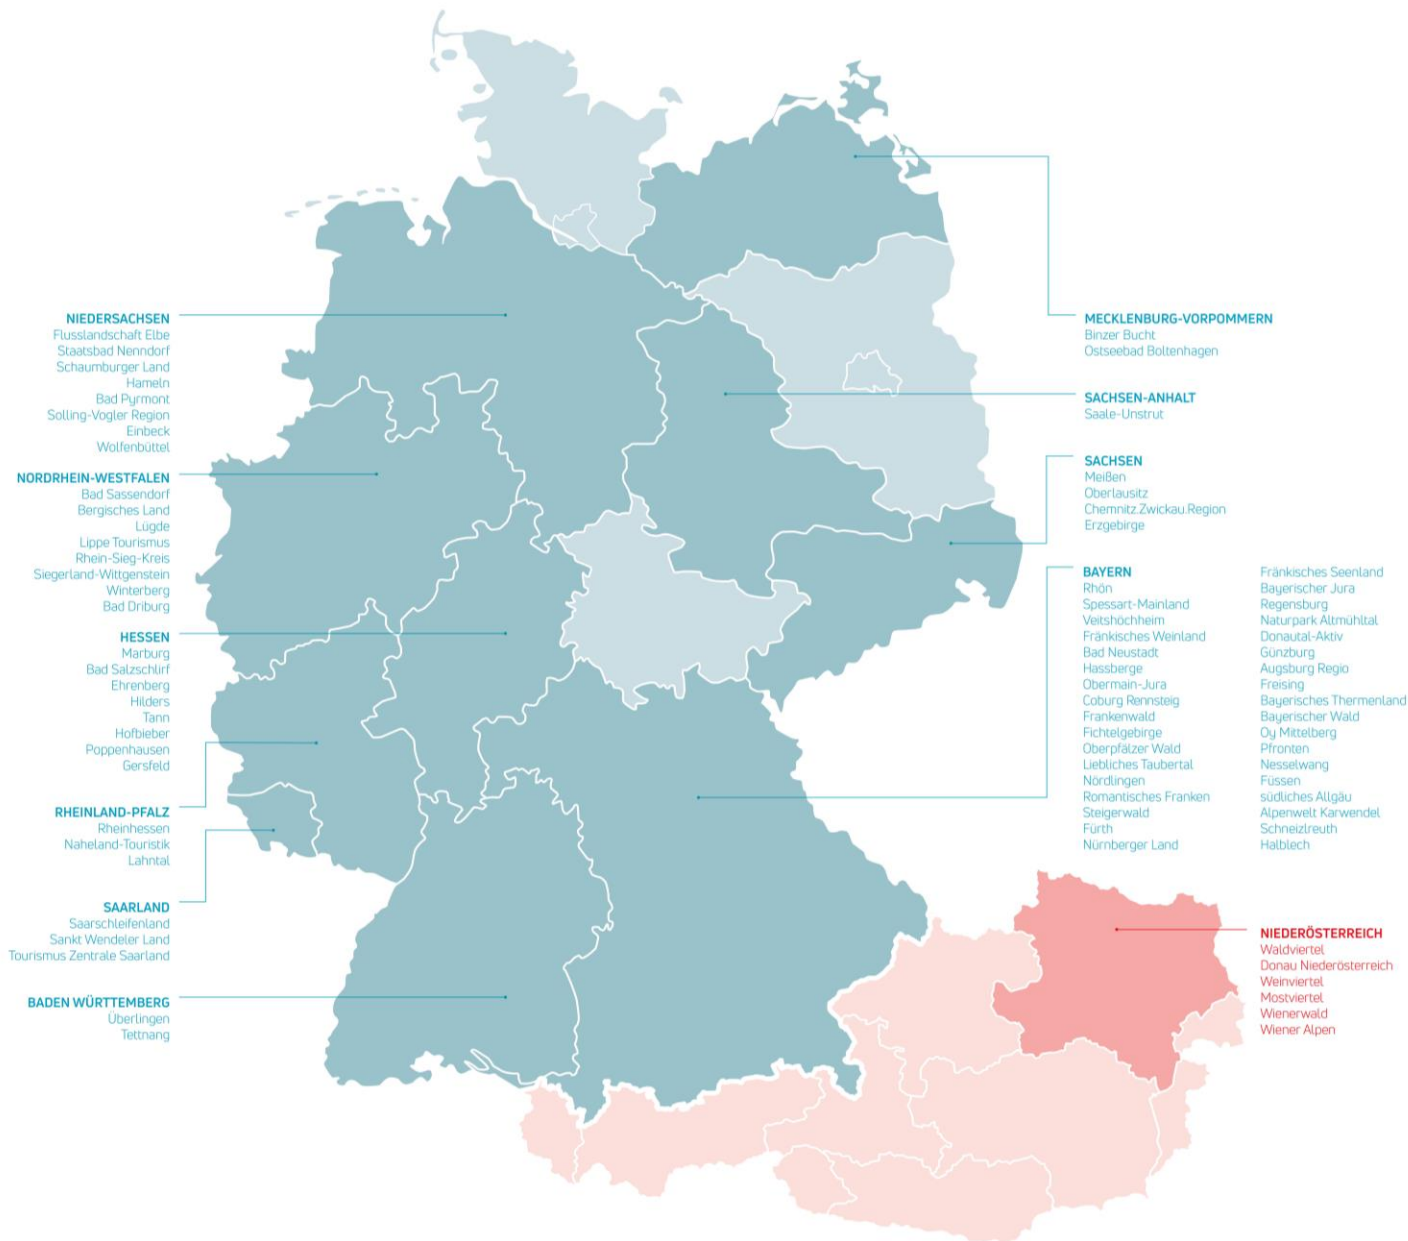 NIEDERSACHSEN
Flusslandschaft Elbe
Staatsbad Nenndorf
Schaumburger Land
Hameln
Bad Pyrmont
Solling-Vogler Region
Einbeck
Wolfenbüttel
NORDRHEIN-WESTFALEN
Bad Sassendorf
Bergisches Land
Lügde
Lippe Tourismus
Rhein-Sieg-Kreis
Siegerland-Wittgenstein
Winterberg
Bad Driburg
HESSEN
Marburg
Bad Salzschlirf
Ehrenberg
Hilders
Tann
Hofbieber
Poppenhausen
Gersfeld
RHEINLAND-PFALZ
Rheinhessen
Naheland-Touristik
Lahntal
SAARLAND
Saarschleifenland
Sankt Wendeler Land
Tourismus Zentrale Saarland
BADEN WÜRTTEMBERG
Überlingen
Tettnang
MECKLENBURG-VORPOMMERN
Binzer Bucht
Ostseebad Boltenhagen
SACHSEN-ANHALT
Saale-Unstrut
SACHSEN
Meißen
Oberlausitz
Chemnitz.Zwickau.Region
Erzgebirge
BAYERN
Rhön
Spessart-Mainland
Veitshöchheim
Fränkisches Weinland
Bad Neustadt
Hassberge
Obermain-Jura
Coburg Rennsteig
Frankenwald
Fichtelgebirge
Oberpfälzer Wald
Liebliches Taubertal
Nördlingen
Romantisches Franken
Steigerwald
Fürth
Nürnberger Land
Fränkisches Seenland
Bayerischer Jura
Regensburg
Naturpark Altmühltal
Donautal-Aktiv
Günzburg
Augsburg Regio
Freising
Bayerisches Thermenland
Bayerischer Wald
Oy Mittelberg
Pfronten
Nesselwang
Füssen
südliches Allgäu
Alpenwelt Karwendel
Schneizlreuth
Halblech
NIEDERÖSTERREICH
Waldviertel
Donau Niederösterreich
Weinviertel
Mostviertel
Wienerwald
Wiener Alpen